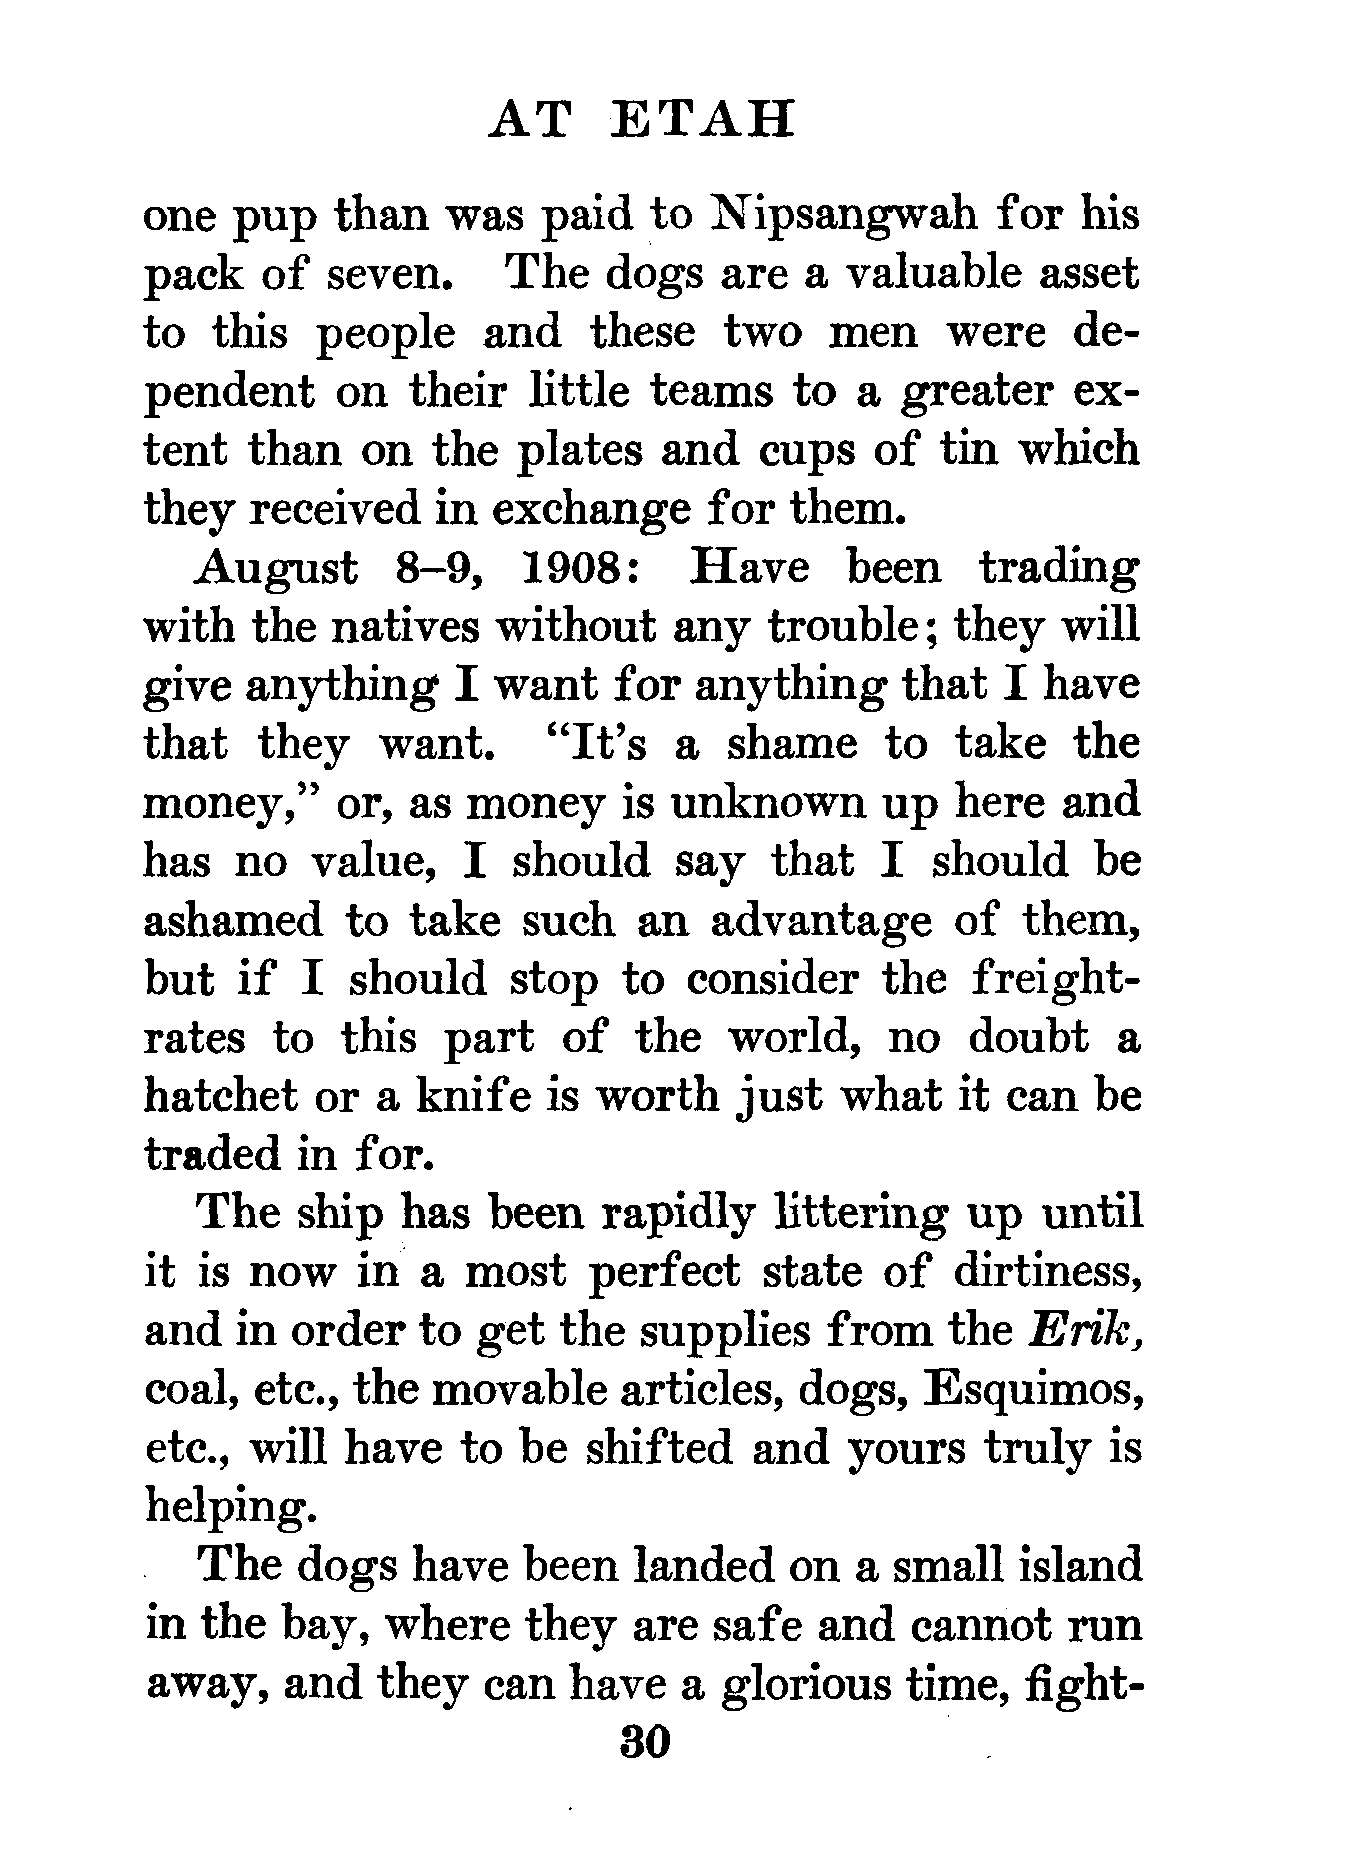 AT ETAH
one pup than was paid to Nipsangwah for his
pack of seven. The dogs are a valuable asset
to this people and these two men were de-
pendent on their little teams to a greater ex-
tent than on the plates and cups of tin which
they received in exchange for them.
August 8–9, 1908: Have been trading
with the natives without any trouble; they will
give anything I want for anything that I have
that they want. “It’s a shame to take the
money,” or, as money is unknown up here and
has no value, I should say that I should be
ashamed to take such an advantage of them,
but if I should stop to consider the freight-
rates to this part of the world, no doubt a
hatchet or a knife is worth just what it can be
traded in for.
The ship has been rapidly littering up until
it is now in a most perfect state of dirtiness,
and in order to get the supplies from the Erik,
coal, etc., the movable articles, dogs, Esquimos,
etc., will have to be shifted and yours truly is
helping.
The dogs have been landed on a small island
in the bay, where they are safe and cannot run
away, and they can have a glorious time, fight-
30